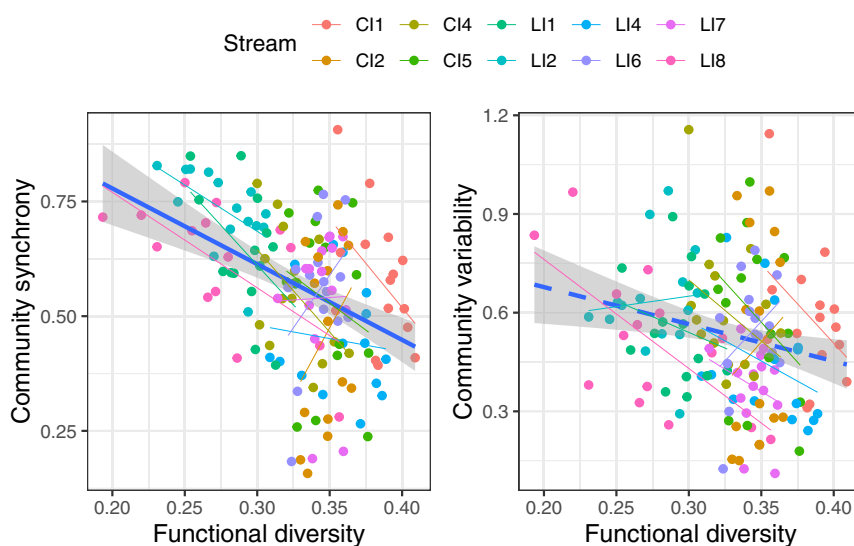 Stream
CI1 CI4 LI1 LI4 LI7
CI2 CI5 LI2 LI6 LI8
Community synchrony
0.75
0.50
0.25
0.20 0.25 0.30 0.35 0.40
Functional diversity
Community variability
1.2
0.9
0.6
0.3
0.20 0.25 0.30 0.35 0.40
Functional diversity